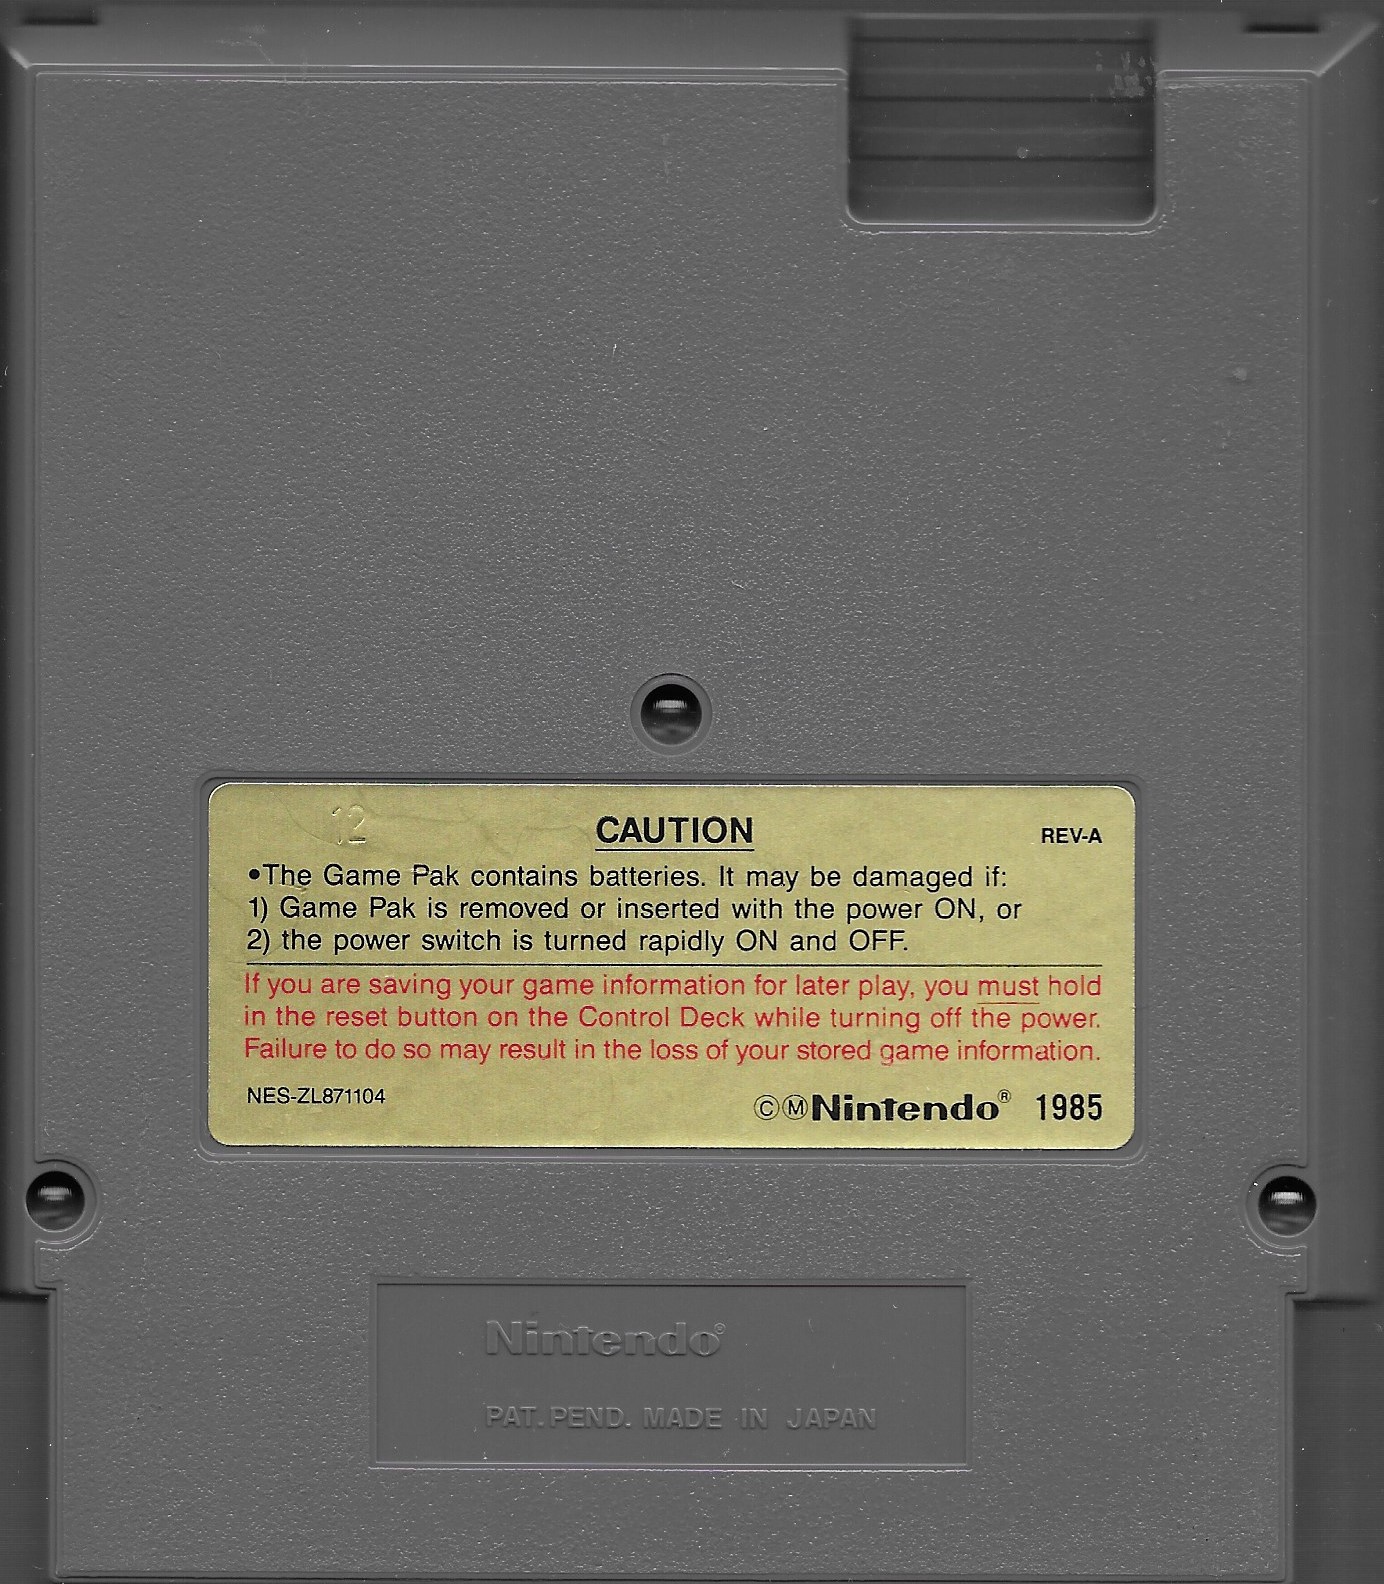 12
CAUTION
REV-A
•The Game Pak contains batteries. It may be damaged if:
1) Game Pak is removed or inserted with the power ON, or
2) the power switch is turned rapidly ON and OFF.
If you are saving your game information for later play, you must hold
in the reset button on the Control Deck while turning off the power.
Failure to do so may result in the loss of your stored game information.
NES-ZL871104
ⒸⓂNintendo® 1985
Nintendo®
PAT. PEND. MADE IN JAPAN